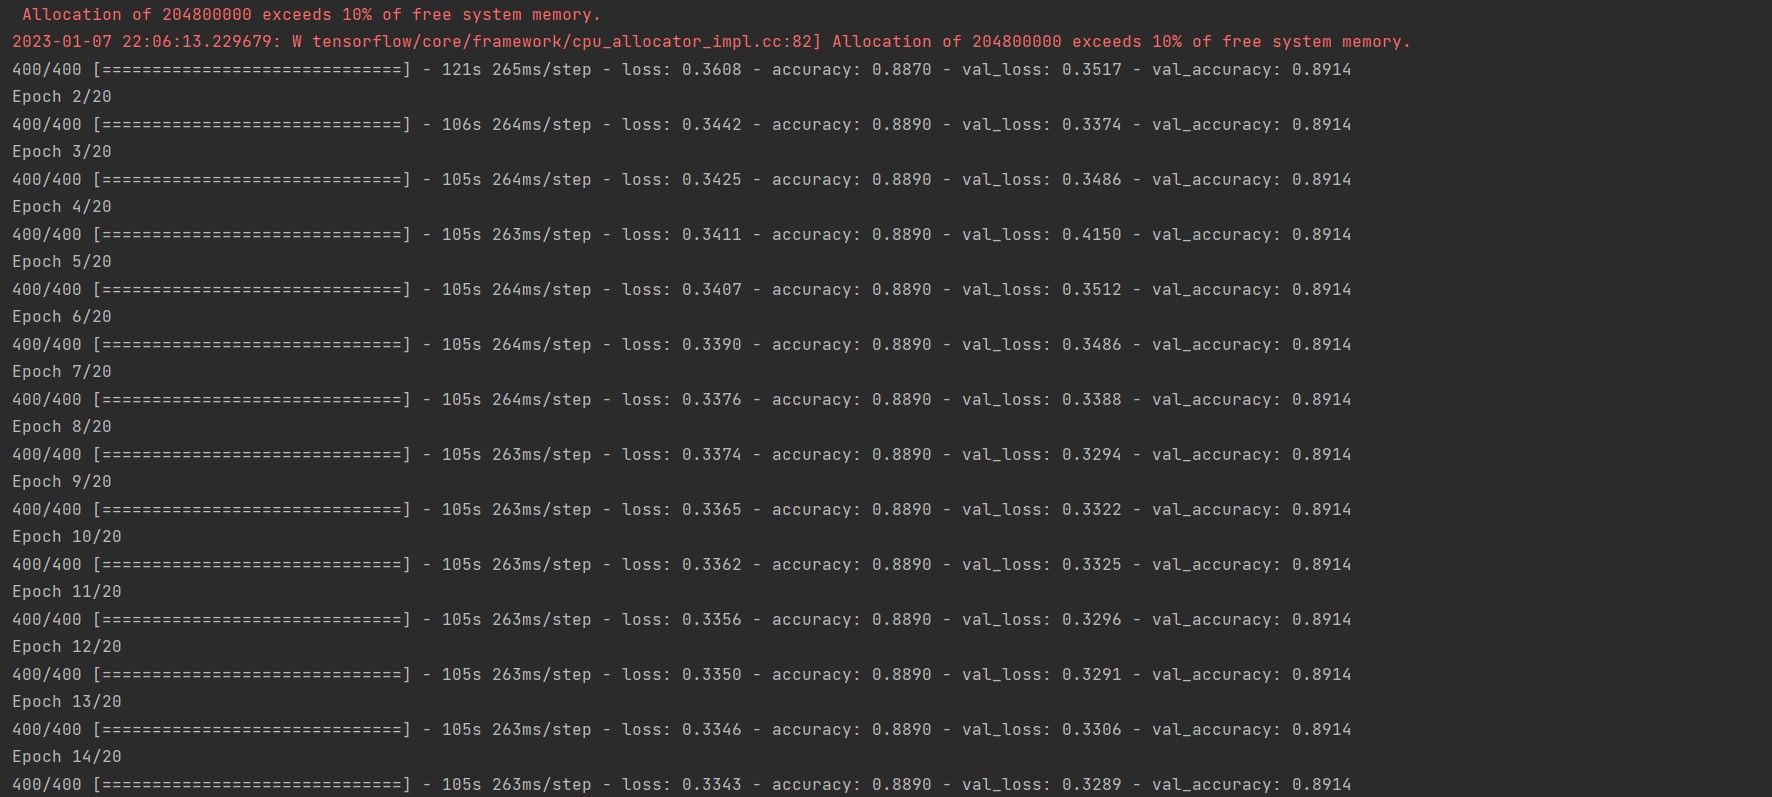 Allocation of 204800000 exceeds 10% of free system memory.
2023-01-07 22:06:13.229679: W tensorflow/core/framework/cpu_allocator_impl.cc:82] Allocation of 204800000 exceeds 10% of free system memory.
400/400 [==============================] - 121s 265ms/step - loss: 0.3608 - accuracy: 0.8870 - val_loss: 0.3517 - val_accuracy: 0.8914
Epoch 2/20
400/400 [==============================] - 106s 264ms/step - loss: 0.3442 - accuracy: 0.8890 - val_loss: 0.3374 - val_accuracy: 0.8914
Epoch 3/20
400/400 [==============================] - 105s 264ms/step - loss: 0.3425 - accuracy: 0.8890 - val_loss: 0.3486 - val_accuracy: 0.8914
Epoch 4/20
400/400 [==============================] - 105s 263ms/step - loss: 0.3411 - accuracy: 0.8890 - val_loss: 0.4150 - val_accuracy: 0.8914
Epoch 5/20
400/400 [==============================] - 105s 264ms/step - loss: 0.3407 - accuracy: 0.8890 - val_loss: 0.3512 - val_accuracy: 0.8914
Epoch 6/20
400/400 [==============================] - 105s 264ms/step - loss: 0.3390 - accuracy: 0.8890 - val_loss: 0.3486 - val_accuracy: 0.8914
Epoch 7/20
400/400 [==============================] - 105s 264ms/step - loss: 0.3376 - accuracy: 0.8890 - val_loss: 0.3388 - val_accuracy: 0.8914
Epoch 8/20
400/400 [==============================] - 105s 263ms/step - loss: 0.3374 - accuracy: 0.8890 - val_loss: 0.3294 - val_accuracy: 0.8914
Epoch 9/20
400/400 [==============================] - 105s 263ms/step - loss: 0.3365 - accuracy: 0.8890 - val_loss: 0.3322 - val_accuracy: 0.8914
Epoch 10/20
400/400 [==============================] - 105s 263ms/step - loss: 0.3362 - accuracy: 0.8890 - val_loss: 0.3325 - val_accuracy: 0.8914
Epoch 11/20
400/400 [==============================] - 105s 263ms/step - loss: 0.3356 - accuracy: 0.8890 - val_loss: 0.3296 - val_accuracy: 0.8914
Epoch 12/20
400/400 [==============================] - 105s 263ms/step - loss: 0.3350 - accuracy: 0.8890 - val_loss: 0.3291 - val_accuracy: 0.8914
Epoch 13/20
400/400 [==============================] - 105s 263ms/step - loss: 0.3346 - accuracy: 0.8890 - val_loss: 0.3306 - val_accuracy: 0.8914
Epoch 14/20
400/400 [==============================] - 105s 263ms/step - loss: 0.3343 - accuracy: 0.8890 - val_loss: 0.3289 - val_accuracy: 0.8914